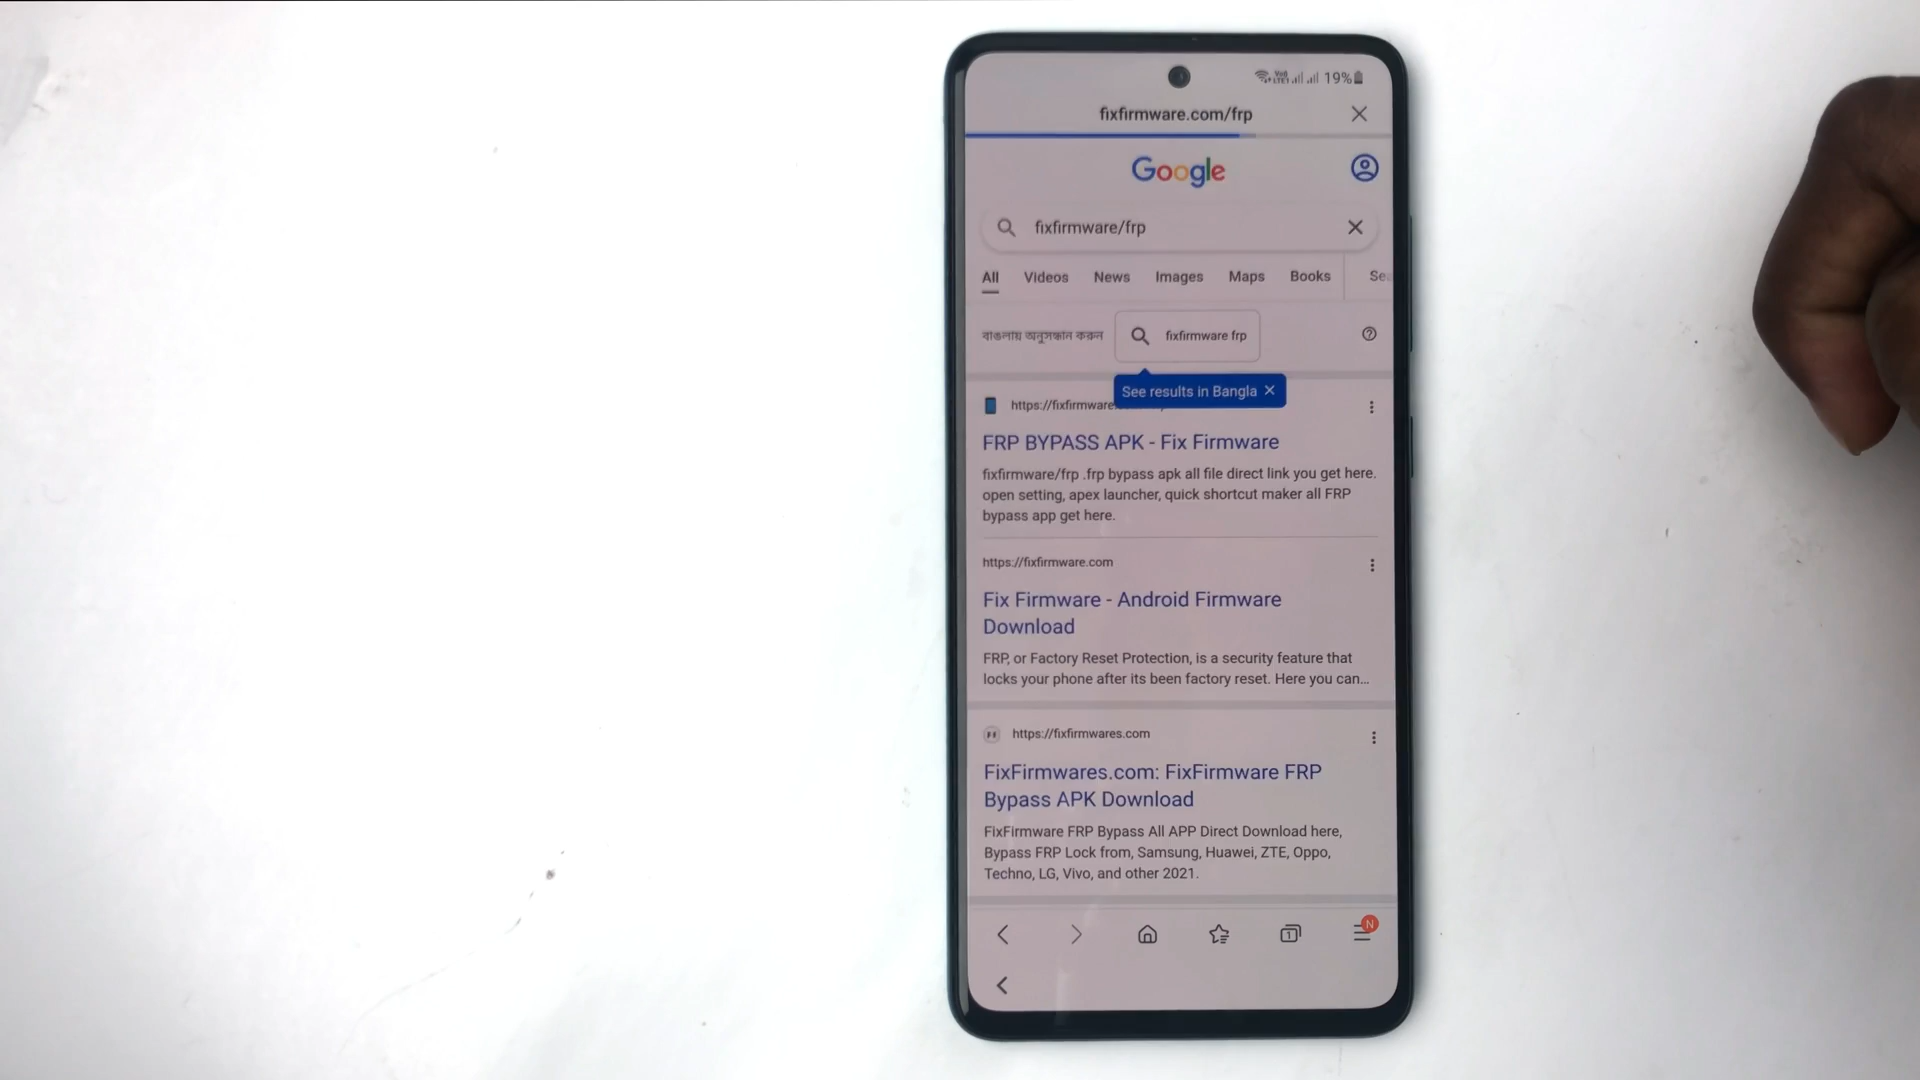 Vo0 LTE1 19%
fixfirmware.com/frp
Google
fixfirmware/frp
All Videos News Images Maps Books Sea
বাঙলায় অনুসন্ধান করুন fixfirmware frp
See results in Bangla
https://fixfirmware.
FRP BYPASS APK - Fix Firmware
fixfirmware/frp .frp bypass apk all file direct link you get here.
open setting, apex launcher, quick shortcut maker all FRP
bypass app get here.
https://fixfirmware.com
Fix Firmware - Android Firmware
Download
FRP, or Factory Reset Protection, is a security feature that
locks your phone after its been factory reset. Here you can...
https://fixfirmwares.com
FixFirmwares.com: FixFirmware FRP
Bypass APK Download
FixFirmware FRP Bypass All APP Direct Download here,
Bypass FRP Lock from, Samsung, Huawei, ZTE, Oppo,
Techno, LG, Vivo, and other 2021.
1 N